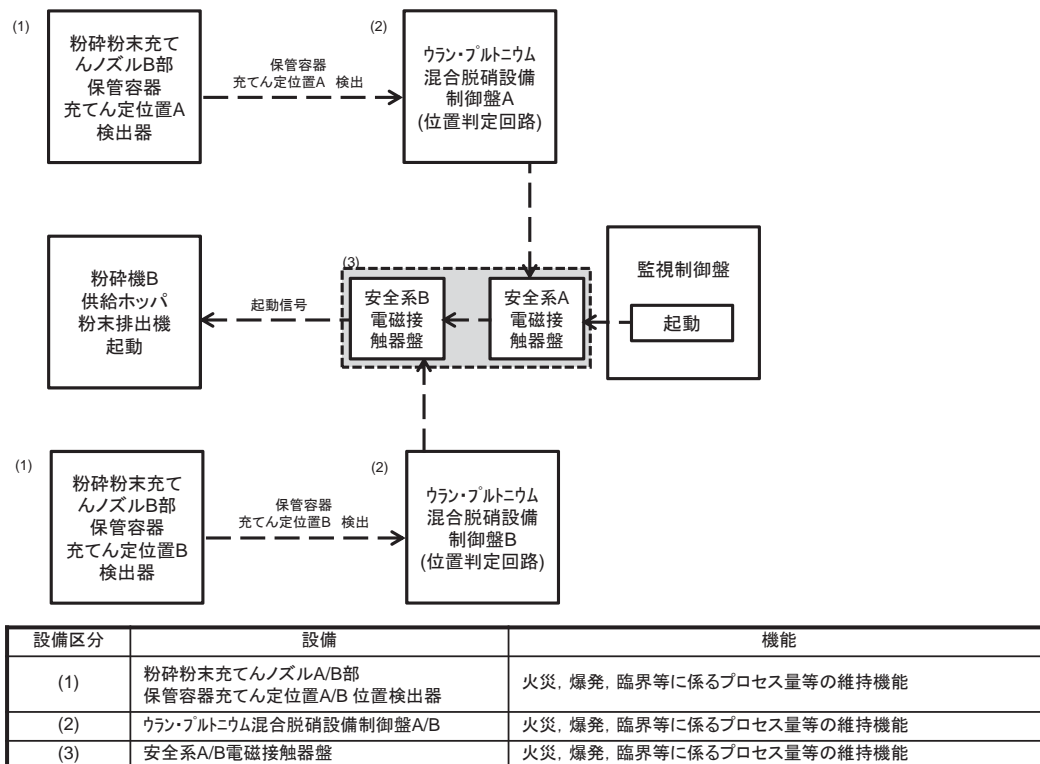 (1)
粉砕粉末充て
んノズルB部
保管容器
充てん定位置A
検出器
保管容器
充てん定位置A 検出
(2)
ウラン・プルトニウム
混合脱硝設備
制御盤A
(位置判定回路)
粉砕機B
供給ホッパ
粉末排出機
起動
起動信号
(3)
安全系B
電磁接
触器盤
安全系A
電磁接
触器盤
監視制御盤
起動
(1)
粉砕粉末充て
んノズルB部
保管容器
充てん定位置B
検出器
保管容器
充てん定位置B 検出
(2)
ウラン・プルトニウム
混合脱硝設備
制御盤B
(位置判定回路)
設備区分 設備 機能
(1) 粉砕粉末充てんノズルA/B部
保管容器充てん定位置A/B 位置検出器 火災, 爆発, 臨界等に係るプロセス量等の維持機能
(2) ウラン・プルトニウム混合脱硝設備制御盤A/B 火災, 爆発, 臨界等に係るプロセス量等の維持機能
(3) 安全系A/B電磁接触器盤 火災, 爆発, 臨界等に係るプロセス量等の維持機能